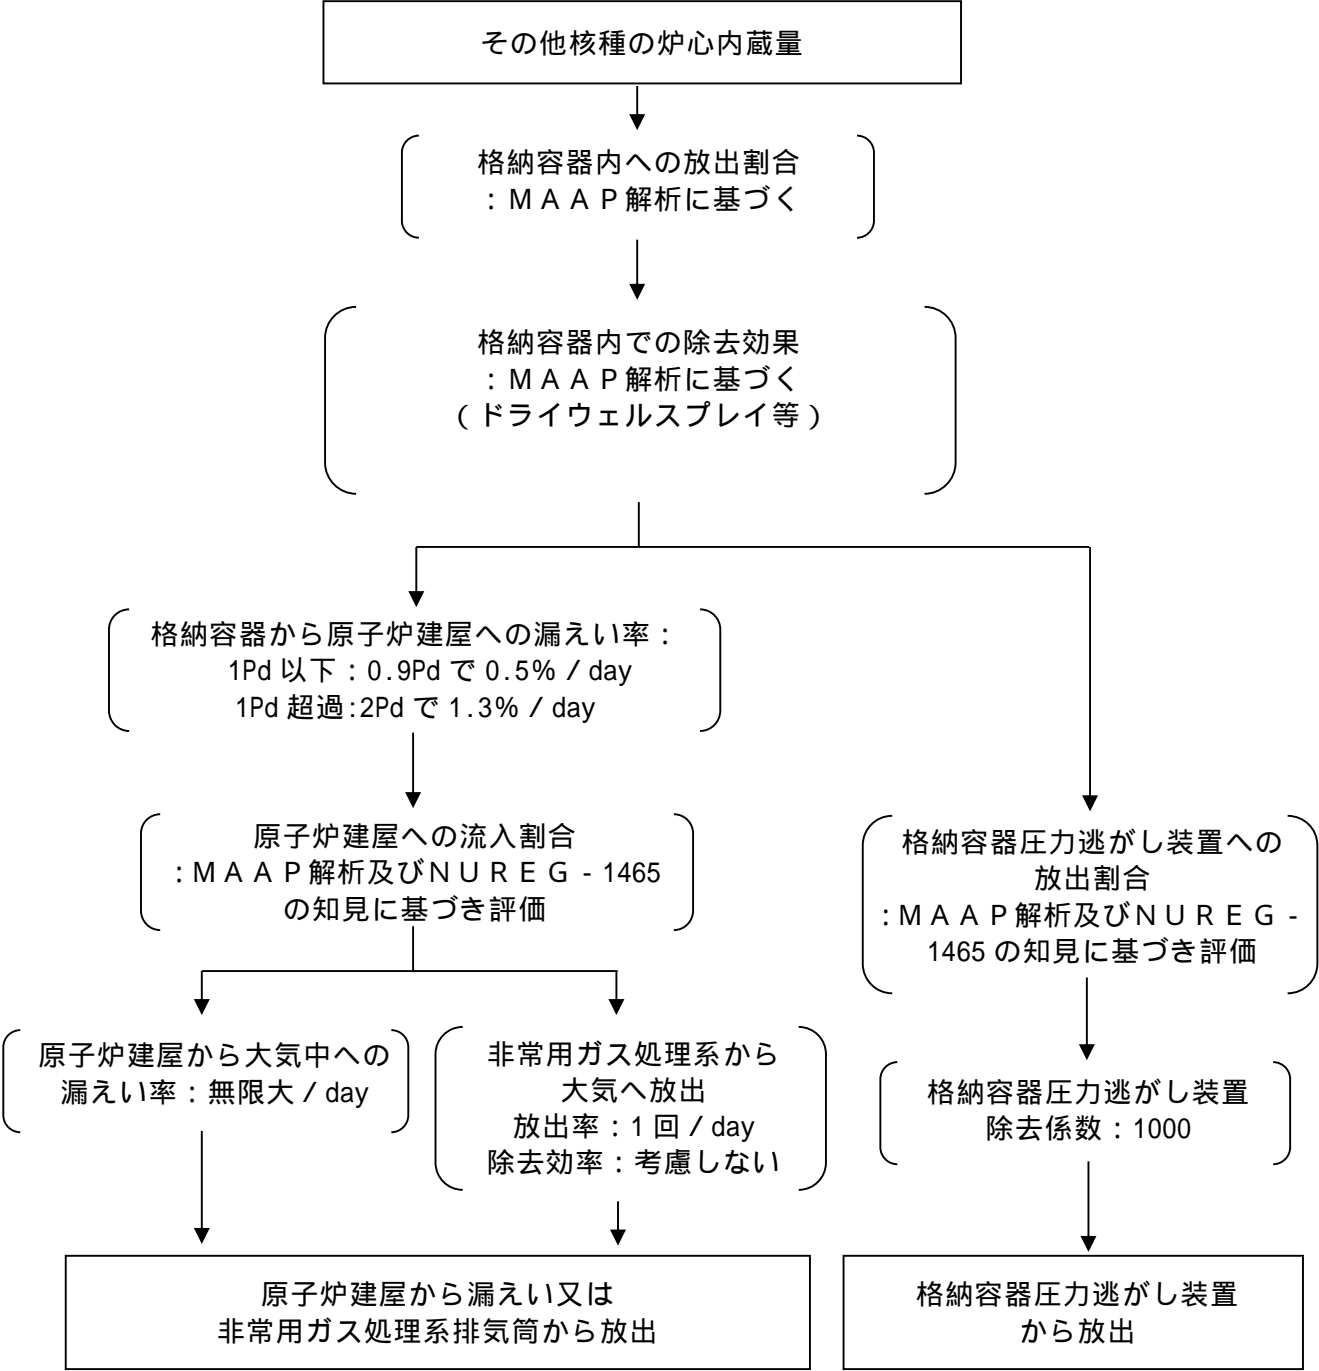 その他核種の炉心内蔵量
格納容器内への放出割合
：ＭＡＡＰ解析に基づく
格納容器内での除去効果
：ＭＡＡＰ解析に基づく
（ドライウェルスプレイ等）
格納容器から原子炉建屋への漏えい率：
1Pd 以下：0.9Pd で 0.5%／day
1Pd 超過:2Pd で 1.3%／day
原子炉建屋への流入割合
:ＭＡＡＰ解析及びＮＵＲＥＧ‐1465
の知見に基づき評価
原子炉建屋から大気中への
漏えい率：無限大／day
非常用ガス処理系から
大気へ放出
放出率：1 回／day
除去効率：考慮しない
原子炉建屋から漏えい又は
非常用ガス処理系排気筒から放出
格納容器圧力逃がし装置への
放出割合
:ＭＡＡＰ解析及びＮＵＲＥＧ‐
1465 の知見に基づき評価
格納容器圧力逃がし装置
除去係数：1000
格納容器圧力逃がし装置
から放出